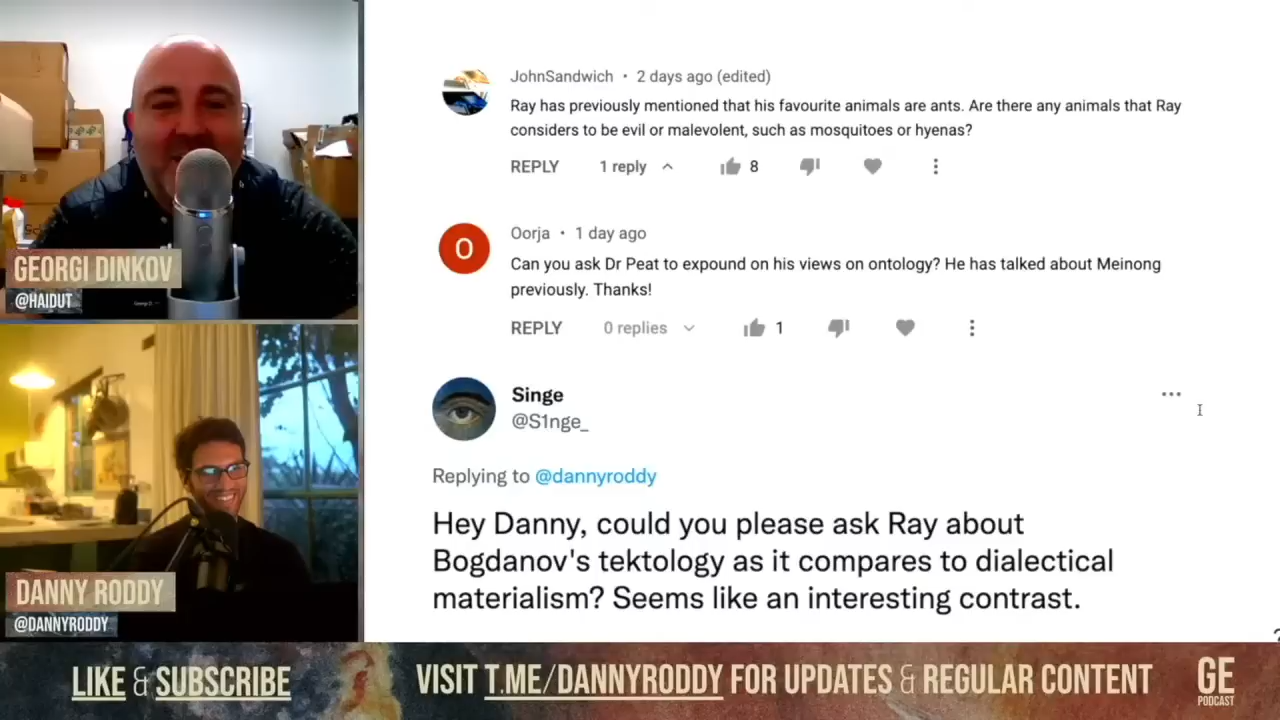 JohnSandwich • 2 days ago (edited)
Ray has previously mentioned that his favourite animals are ants. Are there any animals that Ray
considers to be evil or malevolent, such as mosquitoes or hyenas?
REPLY 1 reply 8
O
Oorja • 1 day ago
Can you ask Dr Peat to expound on his views on ontology? He has talked about Meinong
previously. Thanks!
REPLY 0 replies 1
Singe
@S1nge_
Replying to @dannyroddy
Hey Danny, could you please ask Ray about
Bogdanov's tektology as it compares to dialectical
materialism? Seems like an interesting contrast.
GEORGI DINKOV
@HAIDUT
DANNY RODDY
@DANNYRODDY
LIKE & SUBSCRIBE
VISIT T.ME/DANNYRODDY FOR UPDATES & REGULAR CONTENT
GE
PODCAST